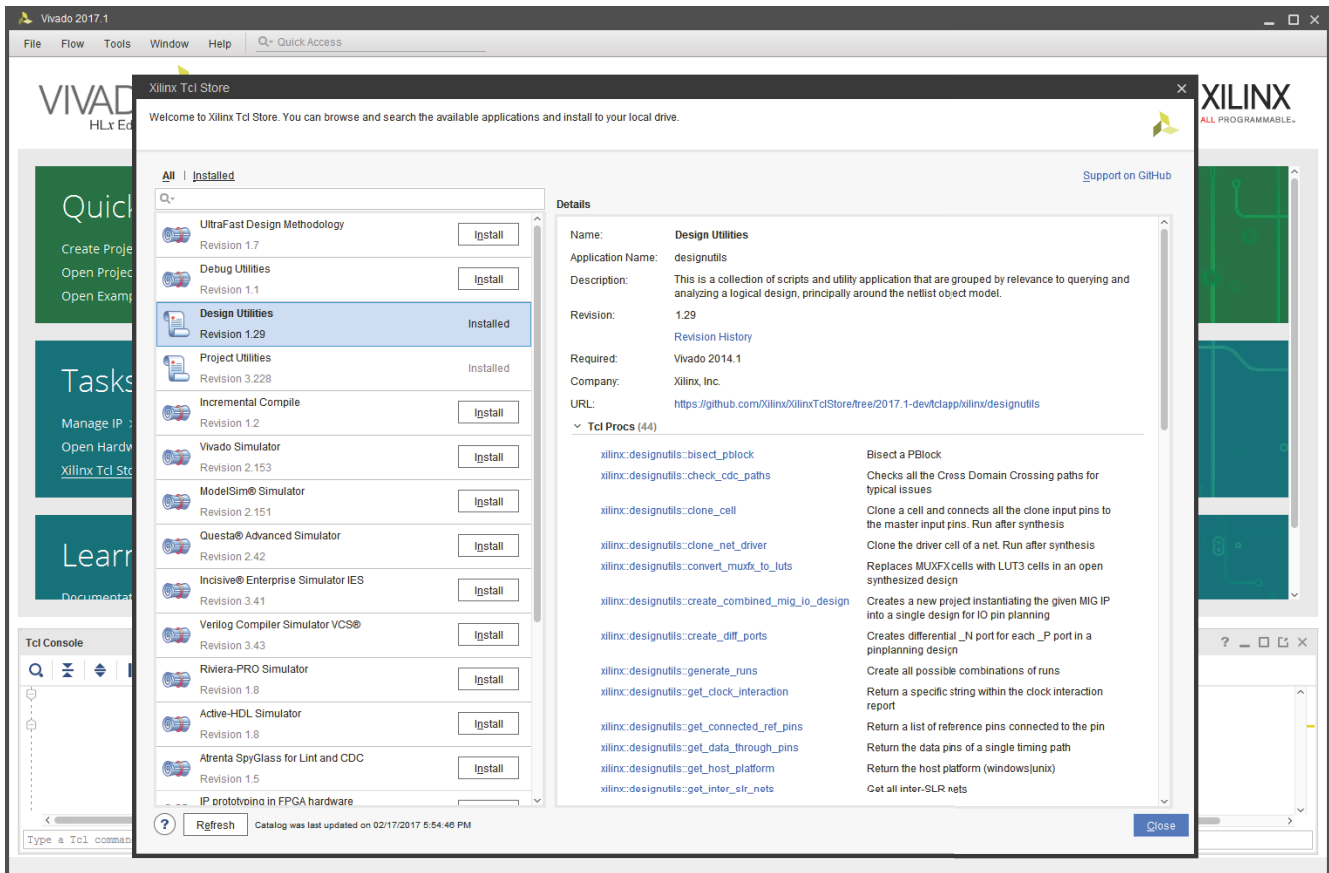 Vivado 2017.1
File Flow Tools Window Help Quick Access
VIVAD
HLx Ed
XILINX
ALL PROGRAMMABLE.
Quick
Create Proje
Open Projec
Open Examp
Tasks
Manage IP >
Open Hardw
Xilinx Tcl Sto
Learn
Documentat
Tcl Console
Type a Tcl comman
Xilinx Tcl Store
Welcome to Xilinx Tcl Store. You can browse and search the available applications and install to your local drive.
All | Installed
Support on GitHub
UltraFast Design Methodology
Revision 1.7
Install
Debug Utilities
Revision 1.1
Install
Design Utilities
Revision 1.29
Installed
Project Utilities
Revision 3.228
Installed
Incremental Compile
Revision 1.2
Install
Vivado Simulator
Revision 2.153
Install
ModelSim® Simulator
Revision 2.151
Install
Questa® Advanced Simulator
Revision 2.42
Install
Incisive® Enterprise Simulator IES
Revision 3.41
Install
Verilog Compiler Simulator VCS®
Revision 3.43
Install
Riviera-PRO Simulator
Revision 1.8
Install
Active-HDL Simulator
Revision 1.8
Install
Atrenta SpyGlass for Lint and CDC
Revision 1.5
Install
IP prototyping in FPGA hardware
Details
Name: Design Utilities
Application Name: designutils
Description: This is a collection of scripts and utility application that are grouped by relevance to querying and
analyzing a logical design, principally around the netlist object model.
Revision: 1.29
Revision History
Required: Vivado 2014.1
Company: Xilinx, Inc.
URL: https://github.com/Xilinx/XilinxTclStore/tree/2017.1-dev/tclapp/xilinx/designutils
Tcl Procs (44)
xilinx::designutils::bisect_pblock Bisect a PBlock
xilinx::designutils::check_cdc_paths Checks all the Cross Domain Crossing paths for
typical issues
xilinx::designutils::clone_cell Clone a cell and connects all the clone input pins to
the master input pins. Run after synthesis
xilinx::designutils::clone_net_driver Clone the driver cell of a net. Run after synthesis
xilinx::designutils::convert_muxfx_to_luts Replaces MUXFX cells with LUT3 cells in an open
synthesized design
xilinx::designutils::create_combined_mig_io_design Creates a new project instantiating the given MIG IP
into a single design for IO pin planning
xilinx::designutils::create_diff_ports Creates differential _N port for each _P port in a
pinplanning design
xilinx::designutils::generate_runs Create all possible combinations of runs
xilinx::designutils::get_clock_interaction Return a specific string within the clock interaction
report
xilinx::designutils::get_connected_ref_pins Return a list of reference pins connected to the pin
xilinx::designutils::get_data_through_pins Return the data pins of a single timing path
xilinx::designutils::get_host_platform Return the host platform (windows|unix)
xilinx::designutils::get_inter_slr_nets Get all inter-SLR nets
? Refresh Catalog was last updated on 02/17/2017 5:54:46 PM
Close